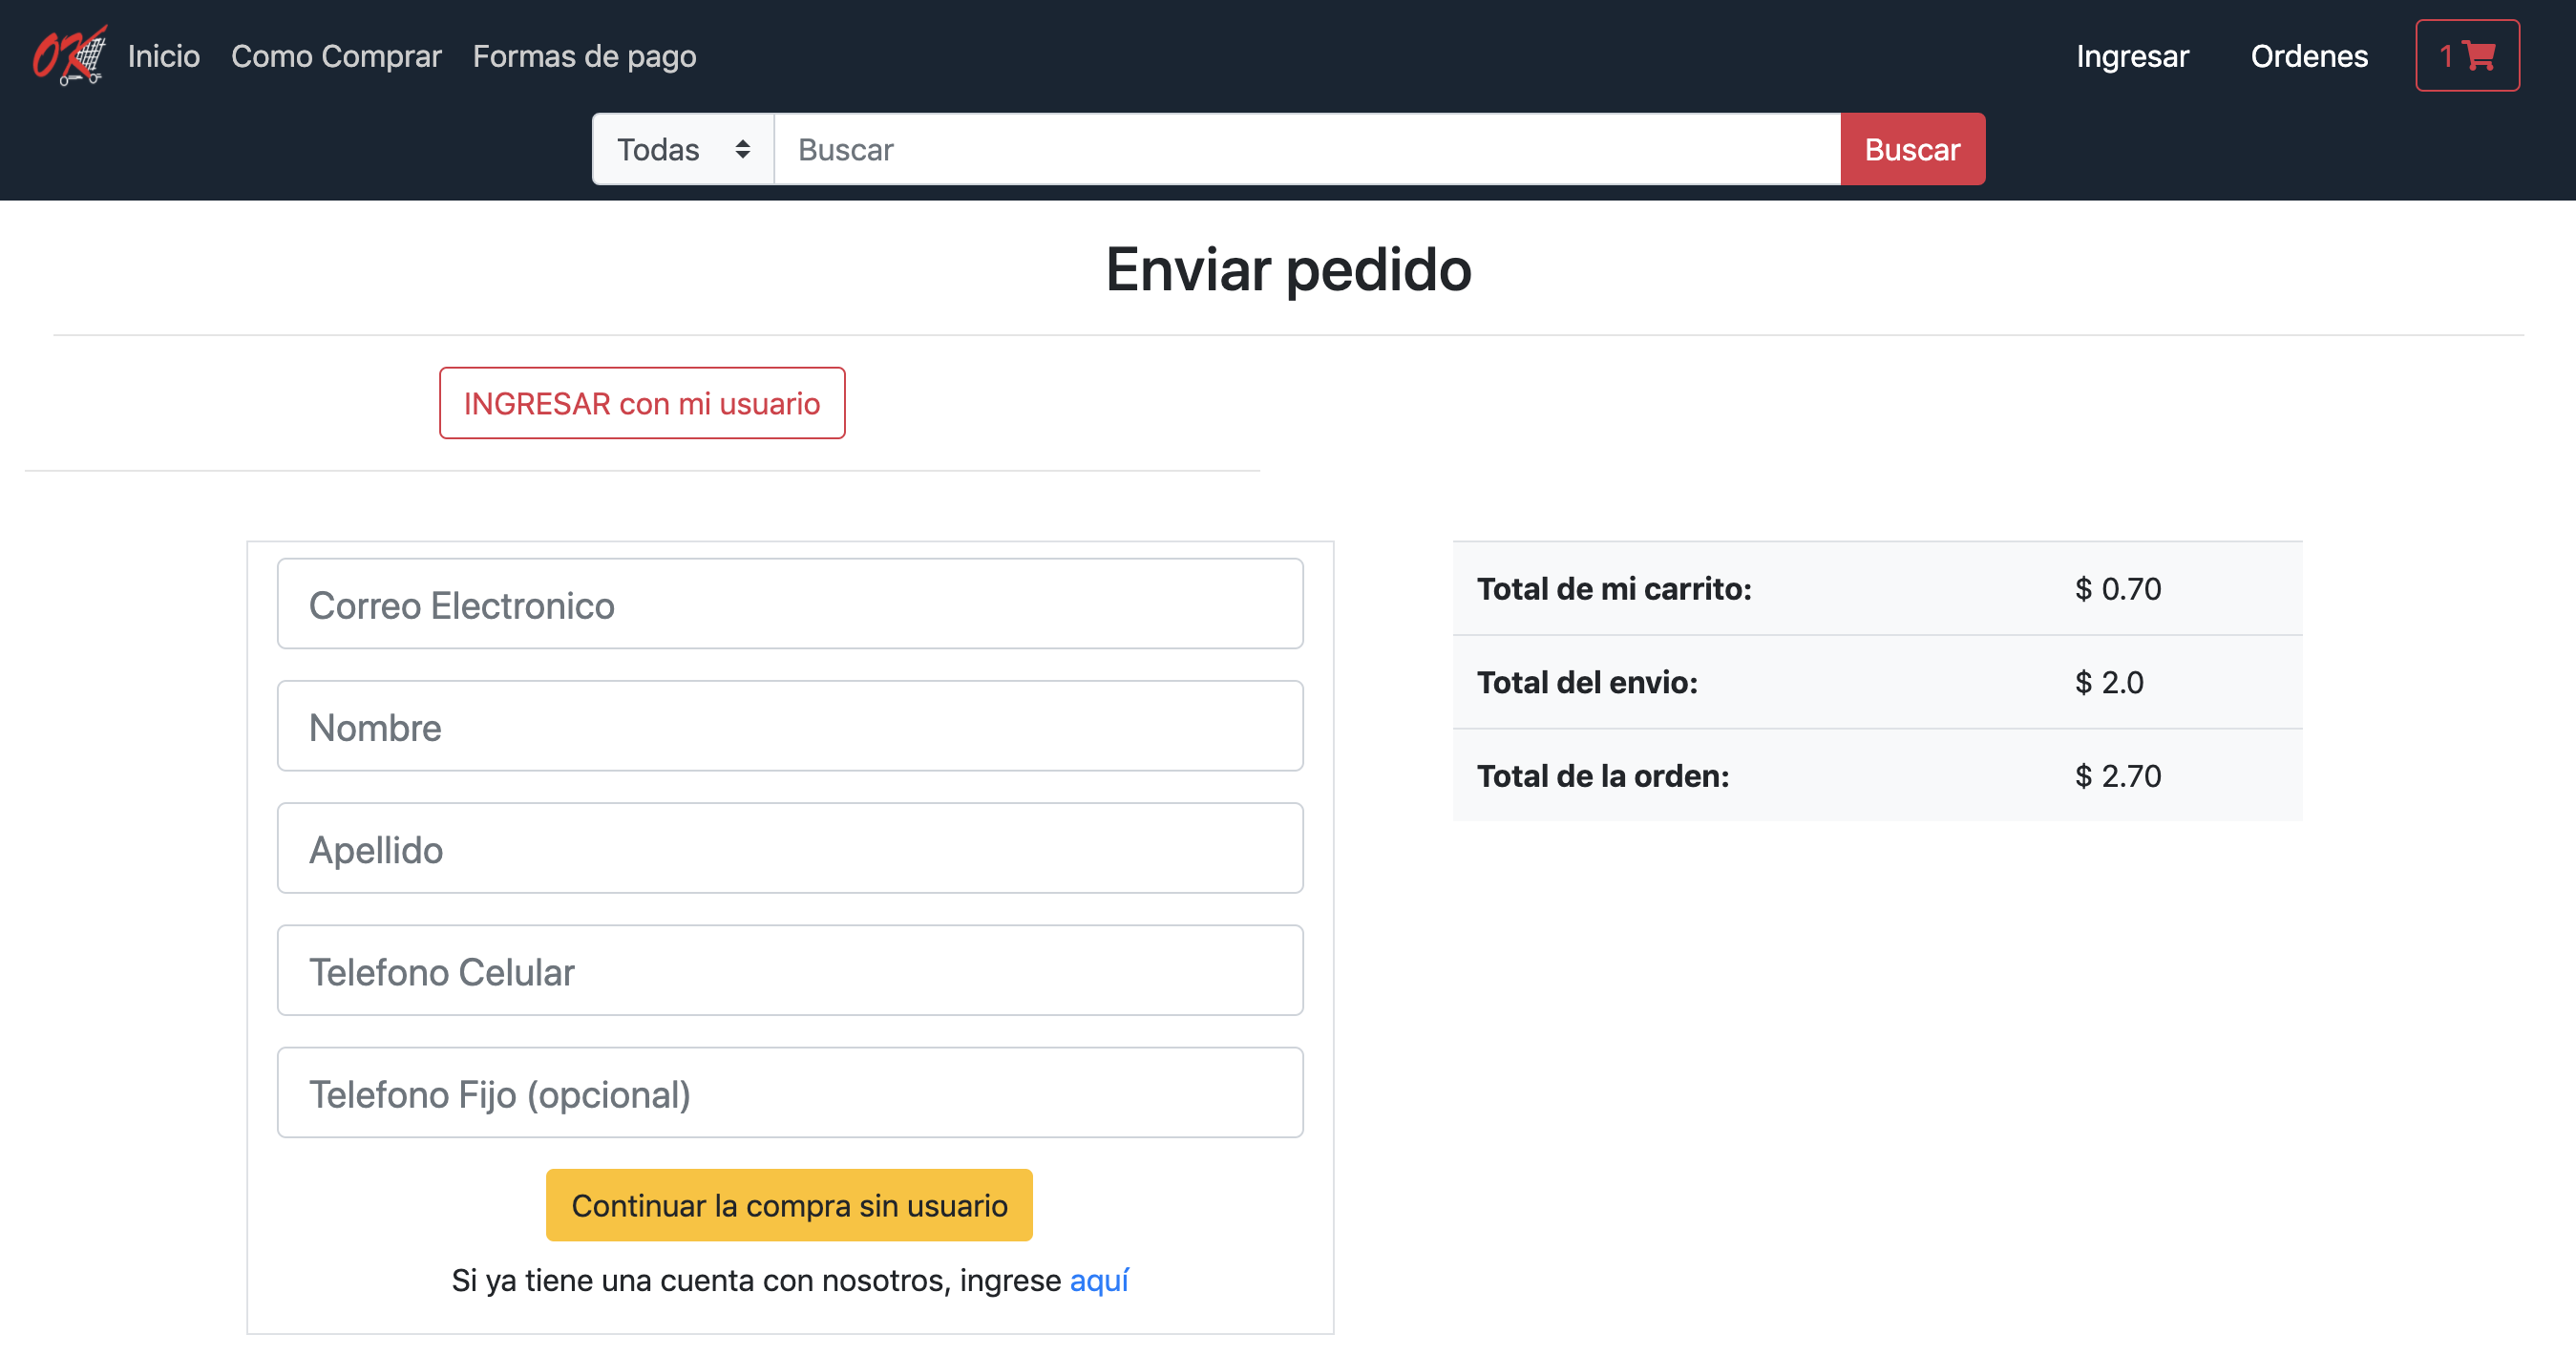 OK Inicio Como Comprar Formas de pago Ingresar Ordenes 1
Todas Buscar Buscar
Enviar pedido
INGRESAR con mi usuario
Correo Electronico
Nombre
Apellido
Telefono Celular
Telefono Fijo (opcional)
Continuar la compra sin usuario
Si ya tiene una cuenta con nosotros, ingrese aquí
Total de mi carrito: $ 0.70
Total del envio: $ 2.0
Total de la orden: $ 2.70